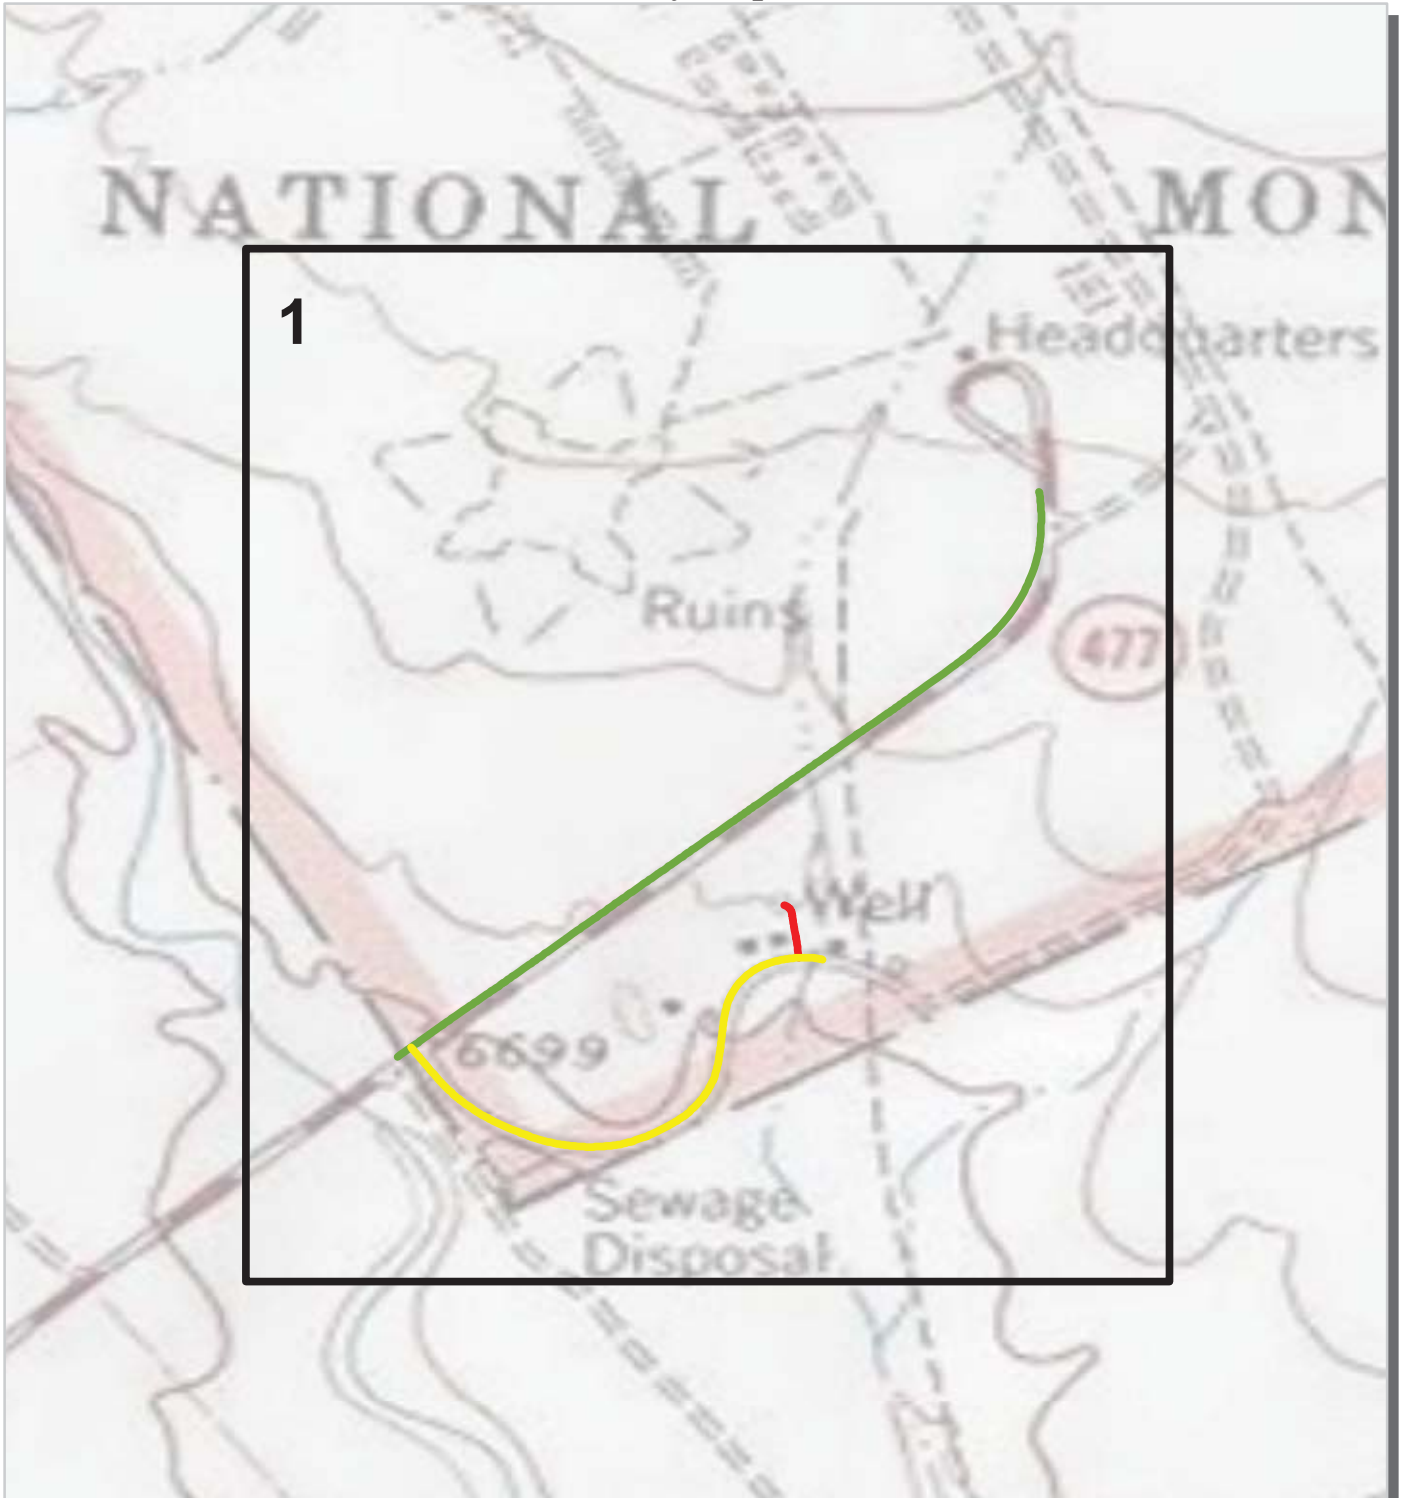 NATIONAL
MON
1
Headquarters
Ruins
477
Well
6699
Sewage
Disposal